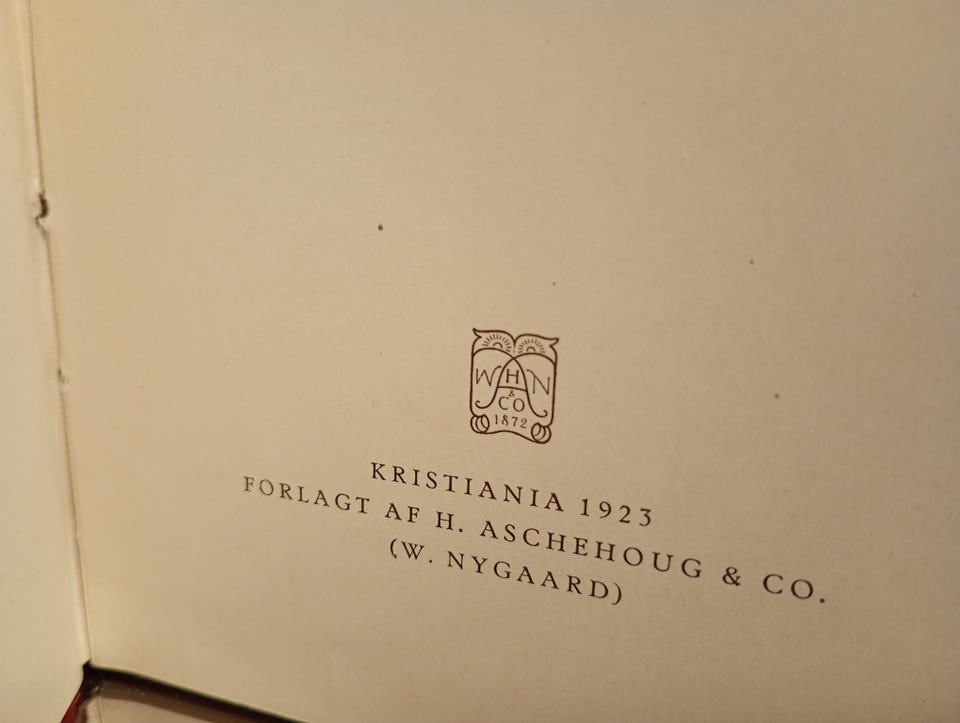 W H N
&
CO
1872
KRISTIANIA 1923
FORLAGT AF H. ASCHEHOUG & CO.
(W. NYGAARD)